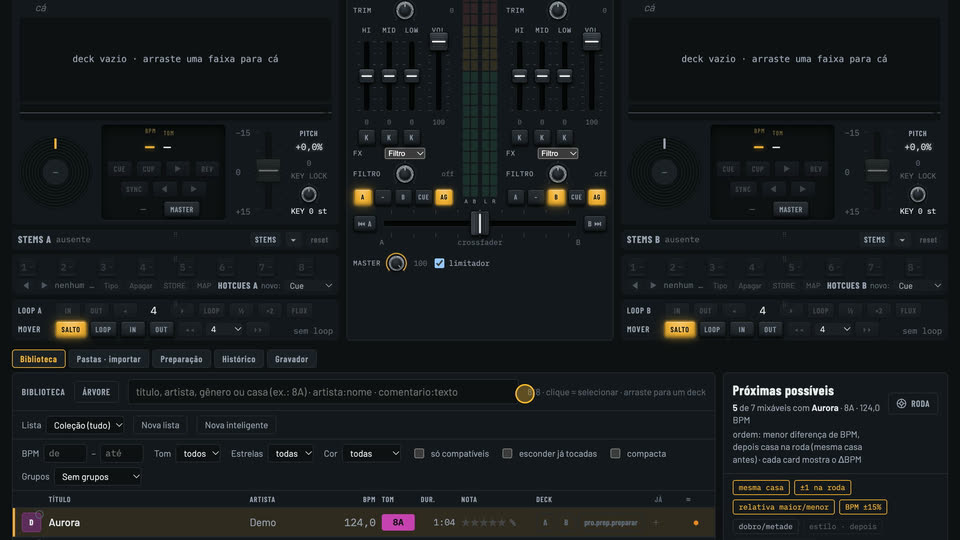 cá
deck vazio · arraste uma faixa para cá
BPM TOM
CUE CUP REV
SYNC
MASTER
−15
+15
PITCH
+0,0%
0
KEY LOCK
KEY 0 st
STEMS A ausente
STEMS
reset
1 2 3 4 5 6 7 8
nenhum … Tipo Apagar STORE MAP HOTCUES A novo: Cue
LOOP A IN OUT 4 LOOP ½ ×2 FLUX
MOVER SALTO LOOP IN OUT 4 sem loop
TRIM 0
HI MID LOW VOL
0 0 0 100
K K K
FX Filtro
FILTRO off
A - B CUE AG
TRIM 0
HI MID LOW VOL
0 0 0 100
K K K
FX Filtro
FILTRO off
A - B CUE AG
A B L R
A
B
A crossfader B
MASTER 100 limitador
cá
deck vazio · arraste uma faixa para cá
BPM TOM
CUE CUP REV
SYNC
MASTER
−15
+15
PITCH
+0,0%
0
KEY LOCK
KEY 0 st
STEMS B ausente
STEMS
reset
1 2 3 4 5 6 7 8
nenhum … Tipo Apagar STORE MAP HOTCUES B novo: Cue
LOOP B IN OUT 4 LOOP ½ ×2 FLUX
MOVER SALTO LOOP IN OUT 4 sem loop
Biblioteca Pastas · importar Preparação Histórico Gravador
BIBLIOTECA ÁRVORE título, artista, gênero ou casa (ex.: 8A) · artista:nome · comentario:texto
· clique = selecionar · arraste para um deck
Lista Coleção (tudo) Nova lista Nova inteligente
BPM de – até Tom todos Estrelas todas Cor todas só compatíveis esconder já tocadas compacta
Grupos Sem grupos
TÍTULO ARTISTA BPM TOM DUR. NOTA DECK JÁ =
D Aurora Demo 124,0 8A 1:04 ★★★★★ A B pro.prep.preparar +
Próximas possíveis
5 de 7 mixáveis com Aurora · 8A · 124,0
BPM
ordem: menor diferença de BPM,
depois casa na roda (mesma casa
antes) · cada card mostra o ΔBPM
RODA
mesma casa ±1 na roda
relativa maior/menor BPM ±15%
dobro/metade estilo · depois